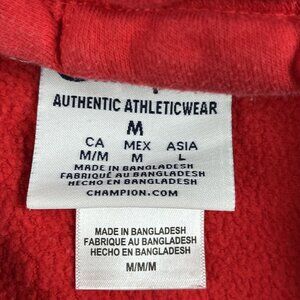 AUTHENTIC ATHLETICWEAR
M
CA MEX ASIA
M/M M L
MADE IN BANGLADESH
FABRIQUÉ AU BANGLADESH
HECHO EN BANGLADESH
CHAMPION.COM
MADE IN BANGLADESH
FABRIQUE AU BANGLADESH
HECHO EN BANGLADESH
M/M/M